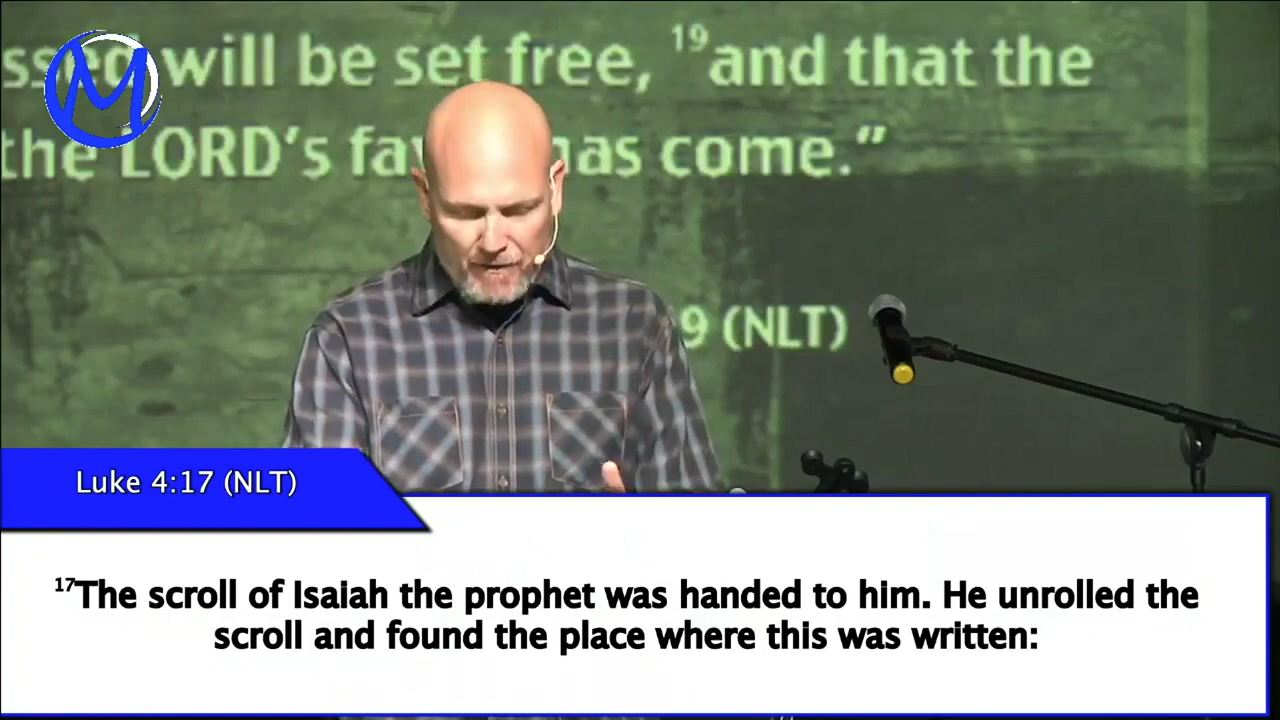 ssed will be set free, ¹⁹and that the
the LORD's fav has come.”
9 (NLT)
Luke 4:17 (NLT)
¹⁷The scroll of Isaiah the prophet was handed to him. He unrolled the
scroll and found the place where this was written: